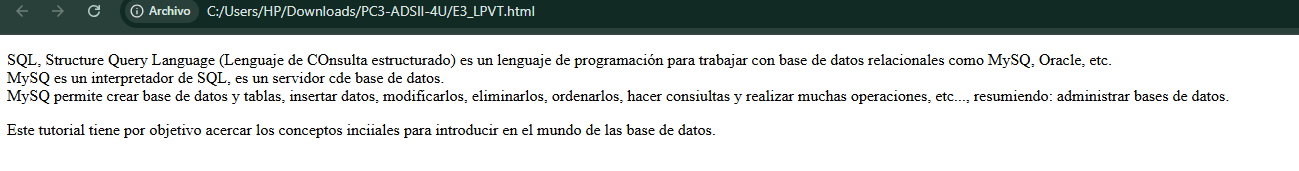 Archivo C:/Users/HP/Downloads/PC3-ADSII-4U/E3_LPVT.html
SQL, Structure Query Language (Lenguaje de COnsulta estructurado) es un lenguaje de programación para trabajar con base de datos relacionales como MySQ, Oracle, etc.
MySQ es un interpretador de SQL, es un servidor cde base de datos.
MySQ permite crear base de datos y tablas, insertar datos, modificarlos, eliminarlos, ordenarlos, hacer consiultas y realizar muchas operaciones, etc..., resumiendo: administrar bases de datos.
Este tutorial tiene por objetivo acercar los conceptos inciiales para introducir en el mundo de las base de datos.